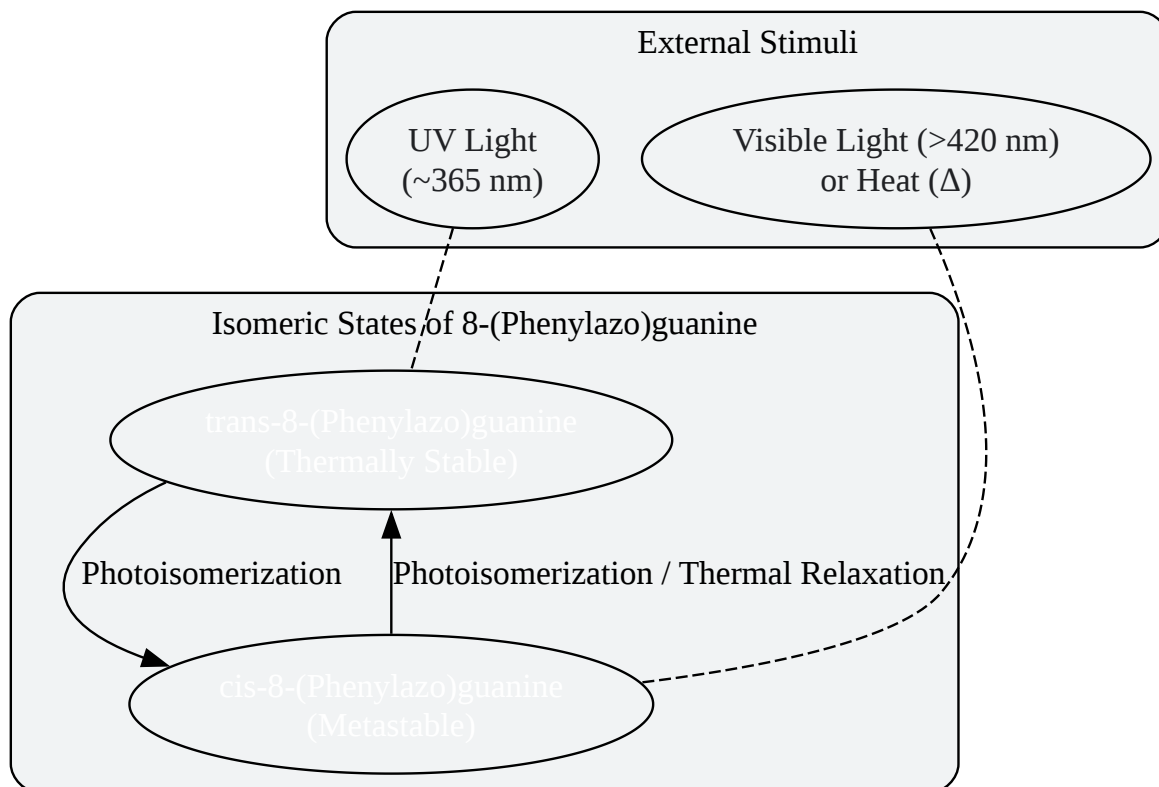 External Stimuli
UV Light
(~365 nm)
Visible Light (>420 nm)
or Heat (Δ)
Isomeric States of 8-(Phenylazo)guanine
trans-8-(Phenylazo)guanine
(Thermally Stable)
Photoisomerization
Photoisomerization / Thermal Relaxation
cis-8-(Phenylazo)guanine
(Metastable)